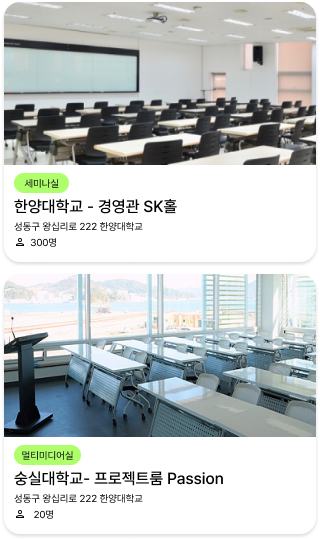 세미나실
한양대학교 - 경영관 SK홀
성동구 왕십리로 222 한양대학교
300명
멀티미디어실
숭실대학교- 프로젝트룸 Passion
성동구 왕십리로 222 한양대학교
20명